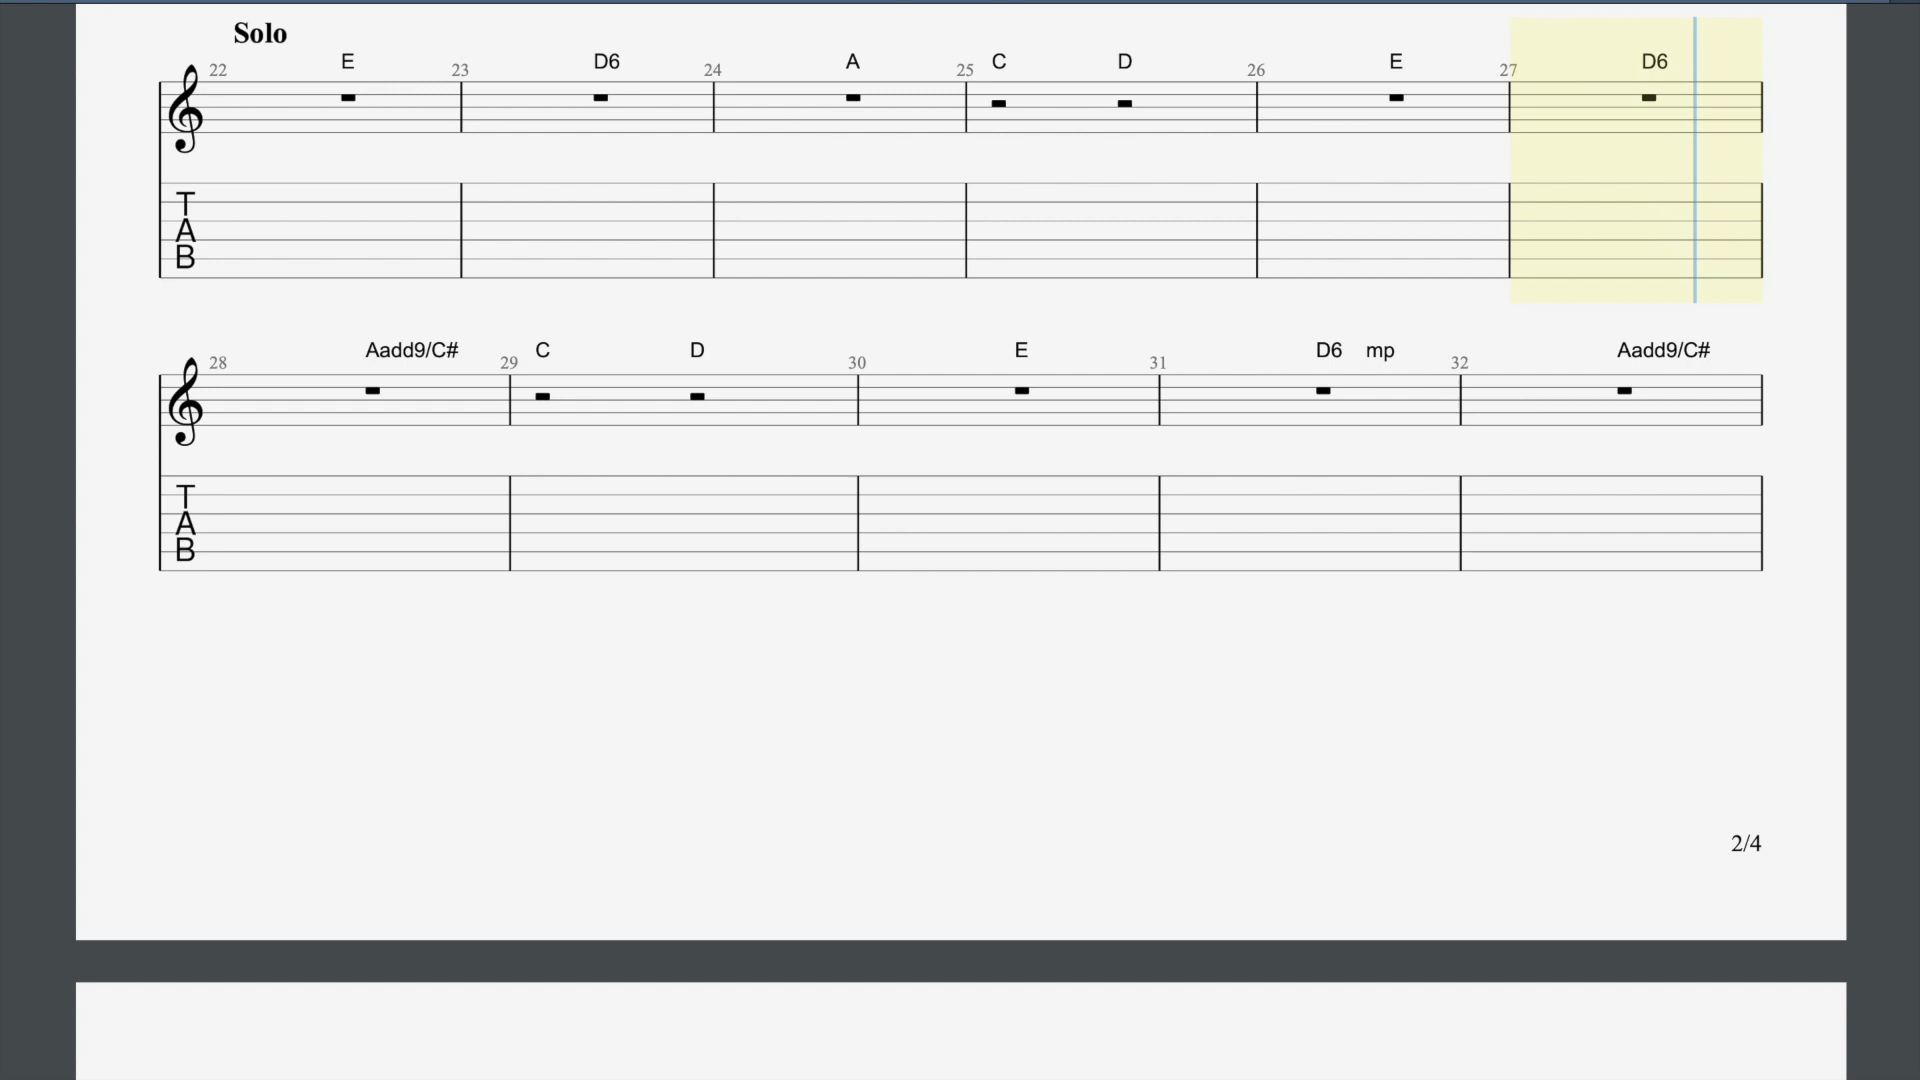 Solo
22 E 23 D6 24 A 25 C D 26 E 27 D6
T
A
B
28 Aadd9/C# 29 C D 30 E 31 D6 mp 32 Aadd9/C#
T
A
B
2/4